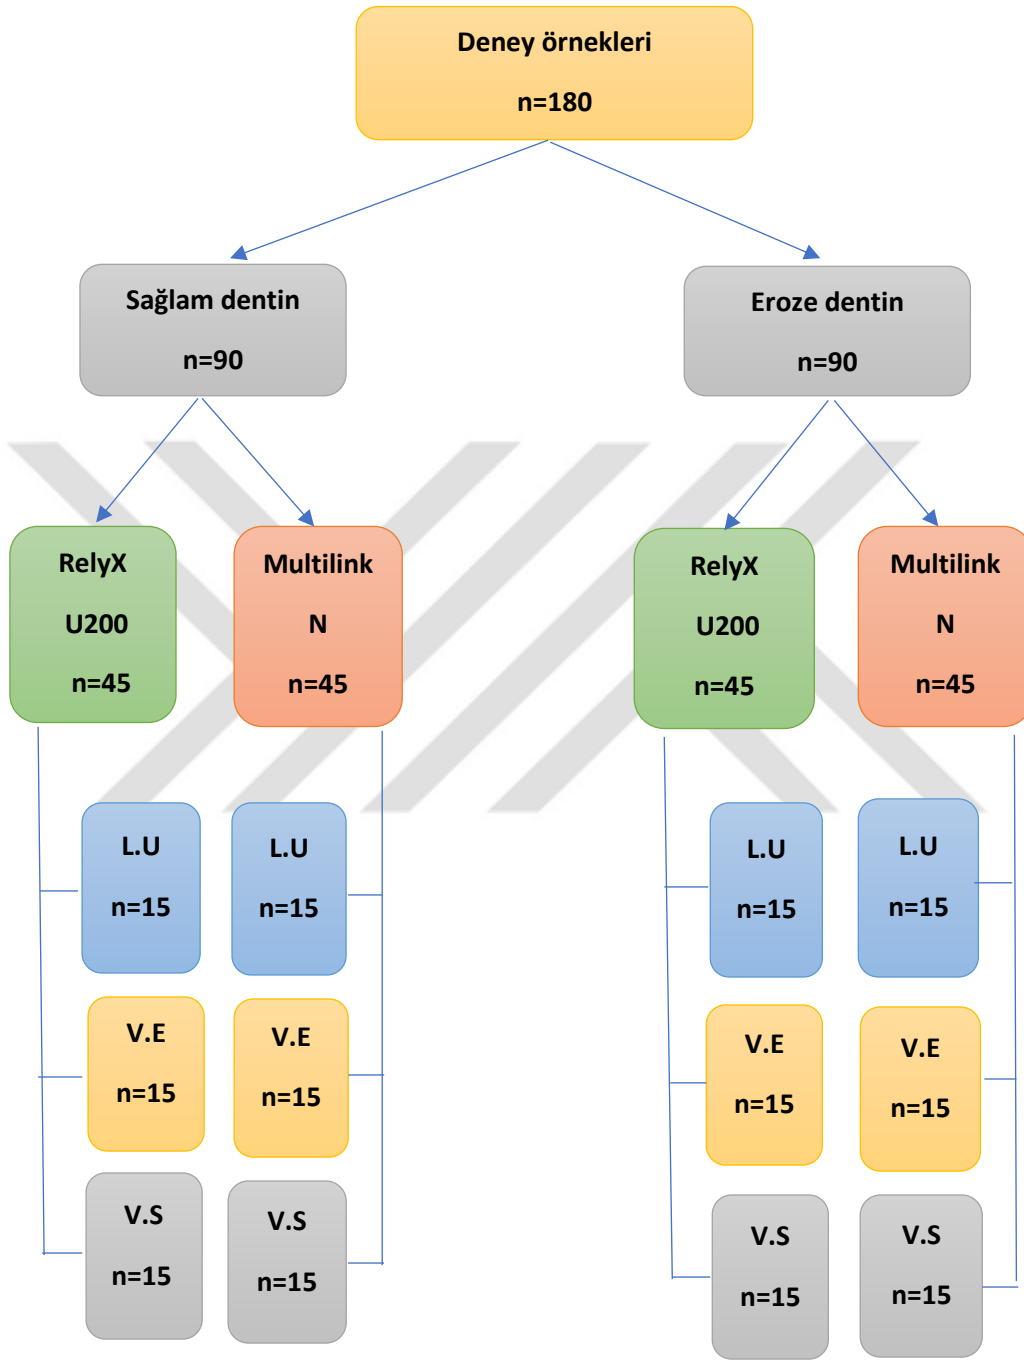 Deney örnekleri
n=180
Sağlam dentin
n=90
Eroze dentin
n=90
RelyX
U200
n=45
Multilink
N
n=45
RelyX
U200
n=45
Multilink
N
n=45
L.U
n=15
L.U
n=15
L.U
n=15
L.U
n=15
V.E
n=15
V.E
n=15
V.E
n=15
V.E
n=15
V.S
n=15
V.S
n=15
V.S
n=15
V.S
n=15